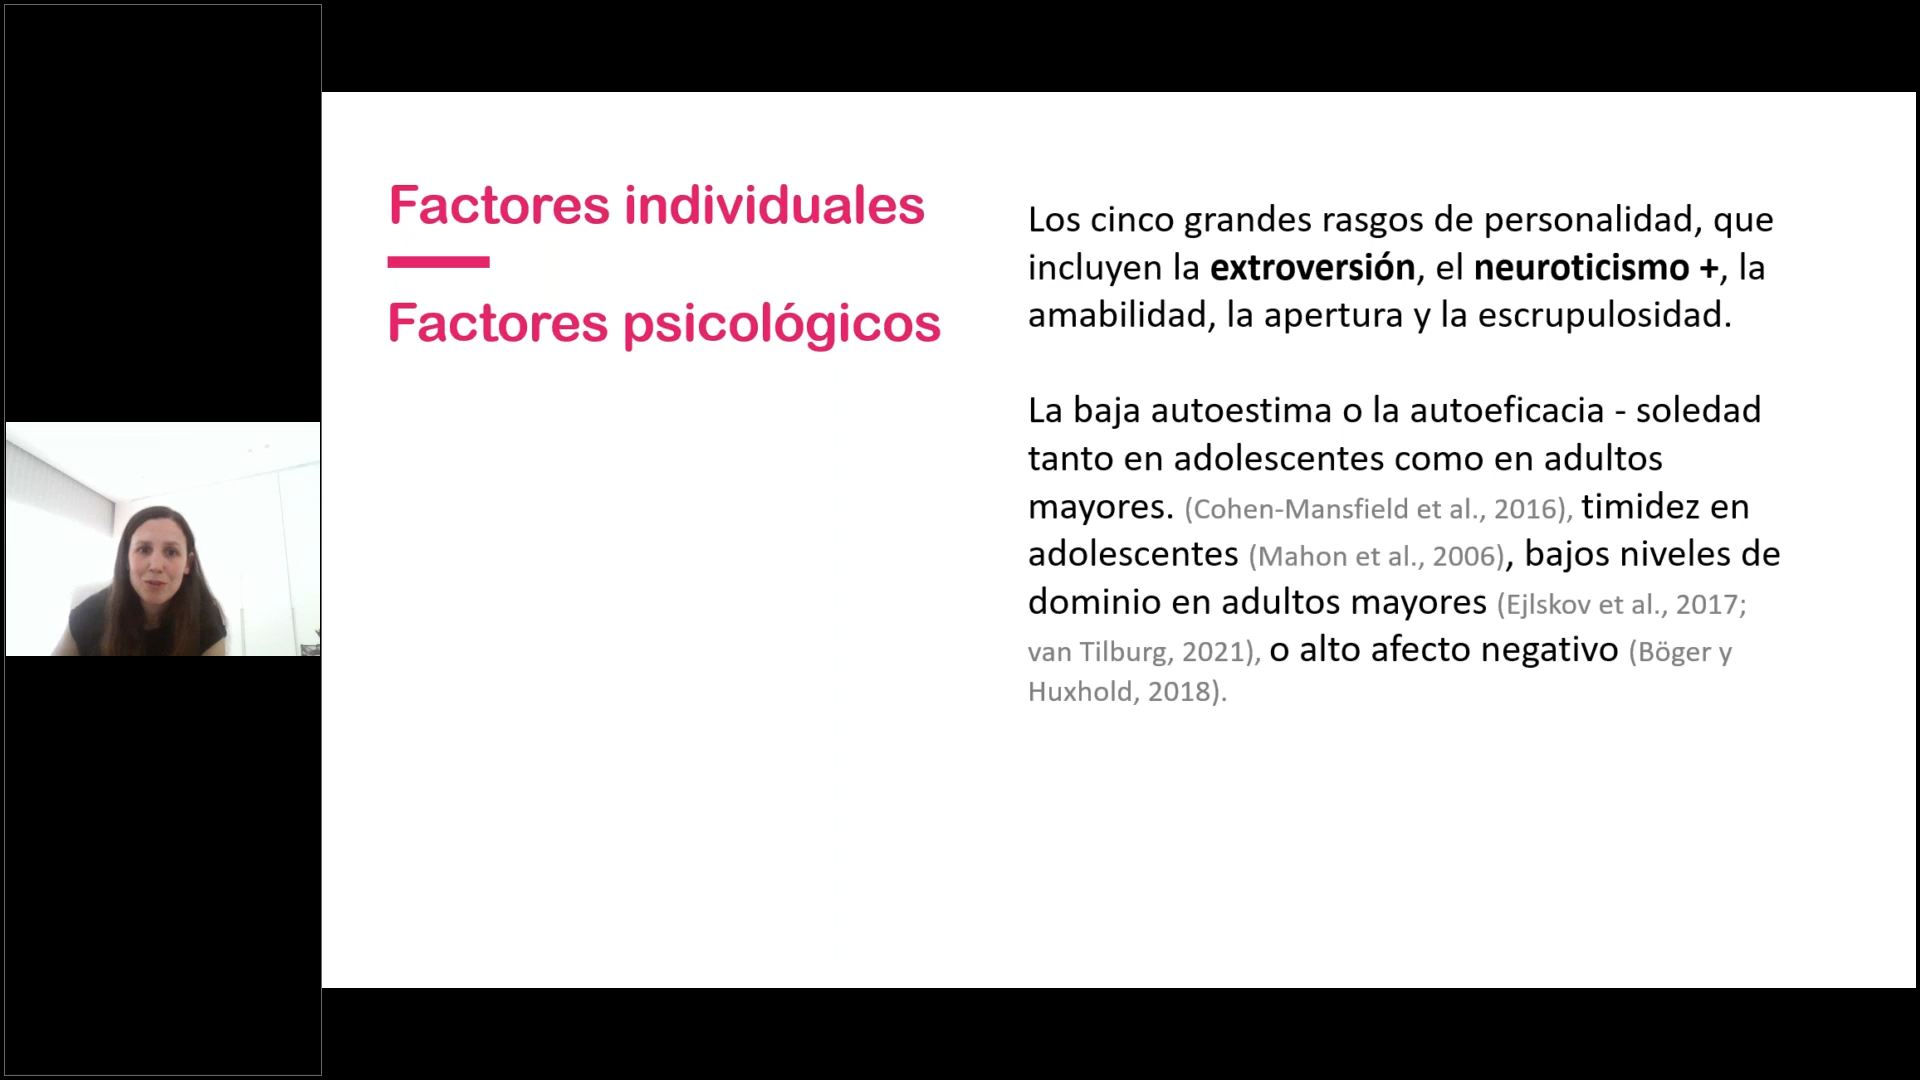 Factores individuales
Factores psicológicos
Los cinco grandes rasgos de personalidad, que
incluyen la extroversión, el neuroticismo +, la
amabilidad, la apertura y la escrupulosidad.
La baja autoestima o la autoeficacia - soledad
tanto en adolescentes como en adultos
mayores. (Cohen-Mansfield et al., 2016), timidez en
adolescentes (Mahon et al., 2006), bajos niveles de
dominio en adultos mayores (Ejlskov et al., 2017;
van Tilburg, 2021), o alto afecto negativo (Böger y
Huxhold, 2018).